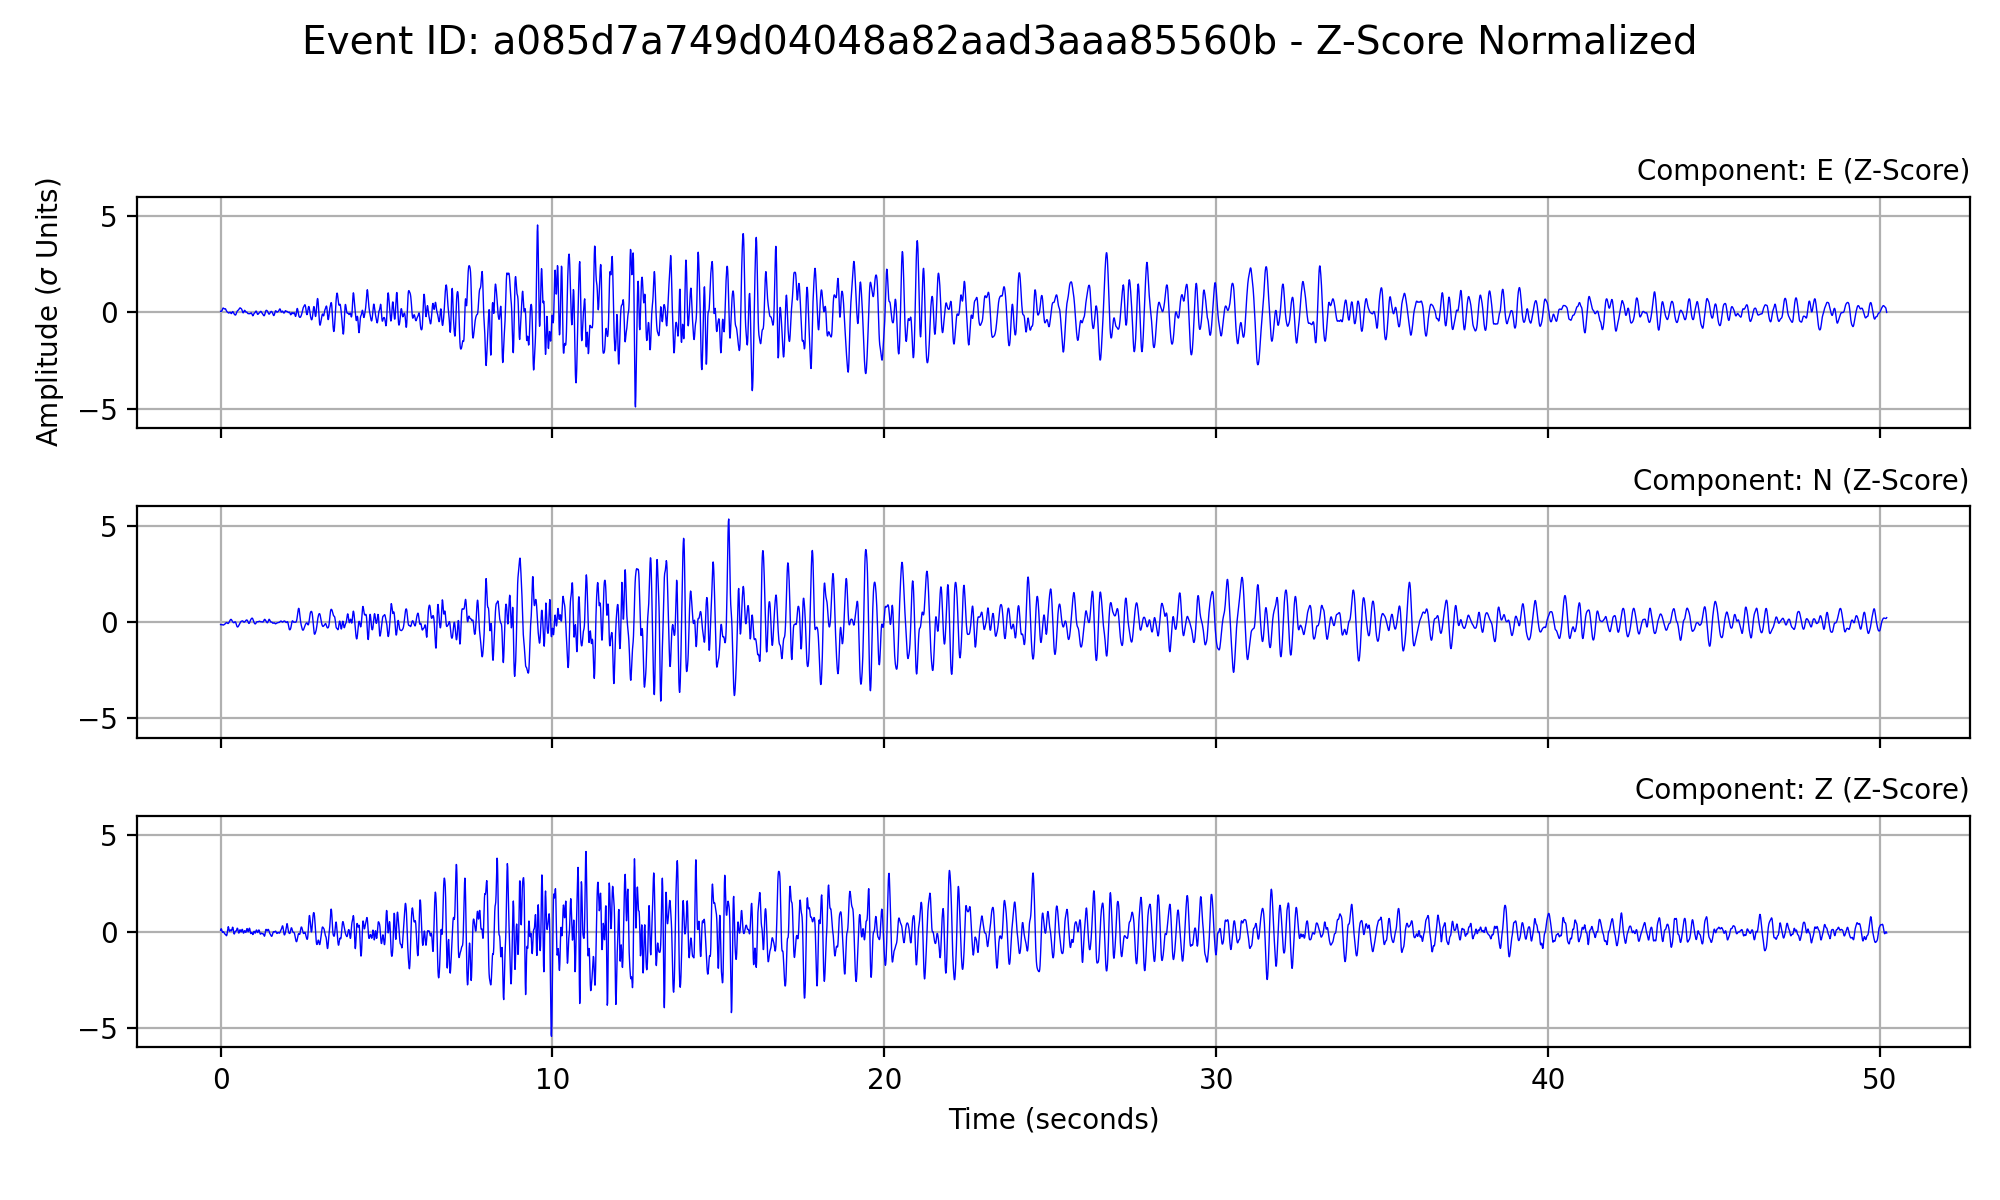 Event ID: a085d7a749d04048a82aad3aaa85560b - Z-Score Normalized
Component: E (Z-Score)
Amplitude (σ Units)
5
0
−5
Component: N (Z-Score)
5
0
−5
Component: Z (Z-Score)
5
0
−5
0 10 20 30 40 50
Time (seconds)